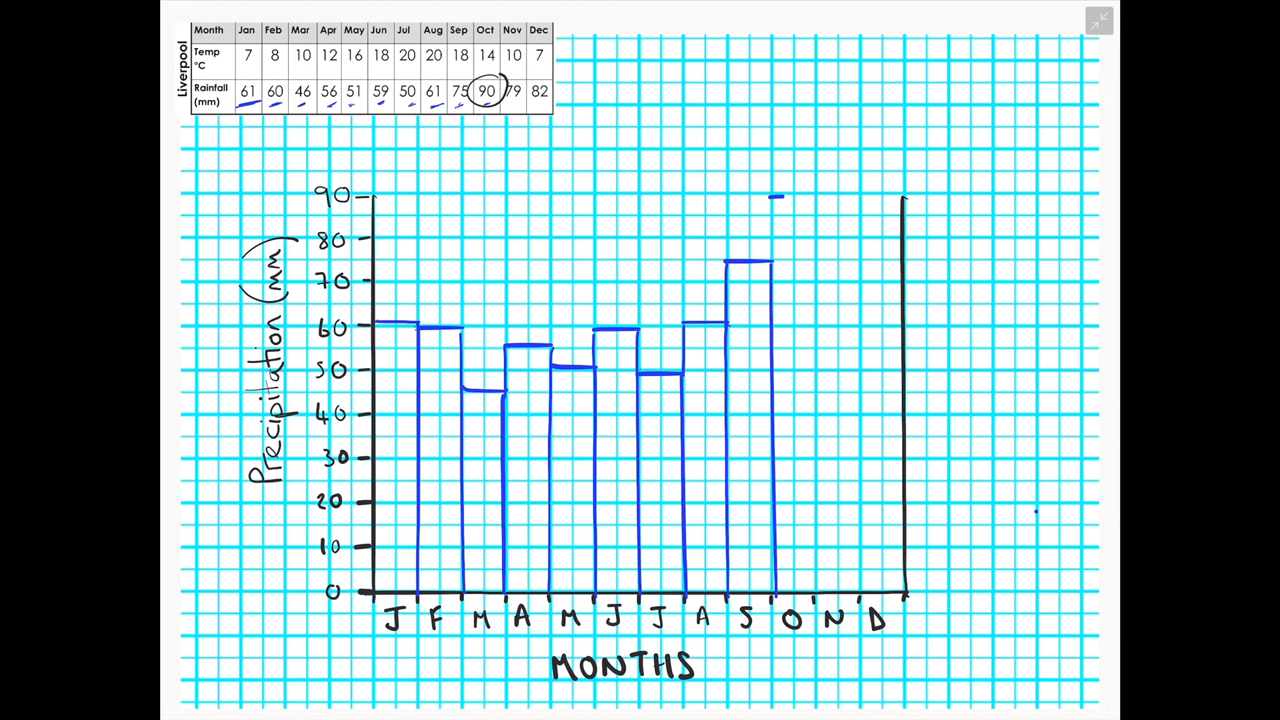 Liverpool
Month Jan Feb Mar Apr May Jun Jul Aug Sep Oct Nov Dec
Temp °C 7 8 10 12 16 18 20 20 18 14 10 7
Rainfall (mm) 61 60 46 56 51 59 50 61 75 90 79 82
Precipitation (mm)
90
80
70
60
50
40
30
20
10
0
J F M A M J J A S O N D
MONTHS